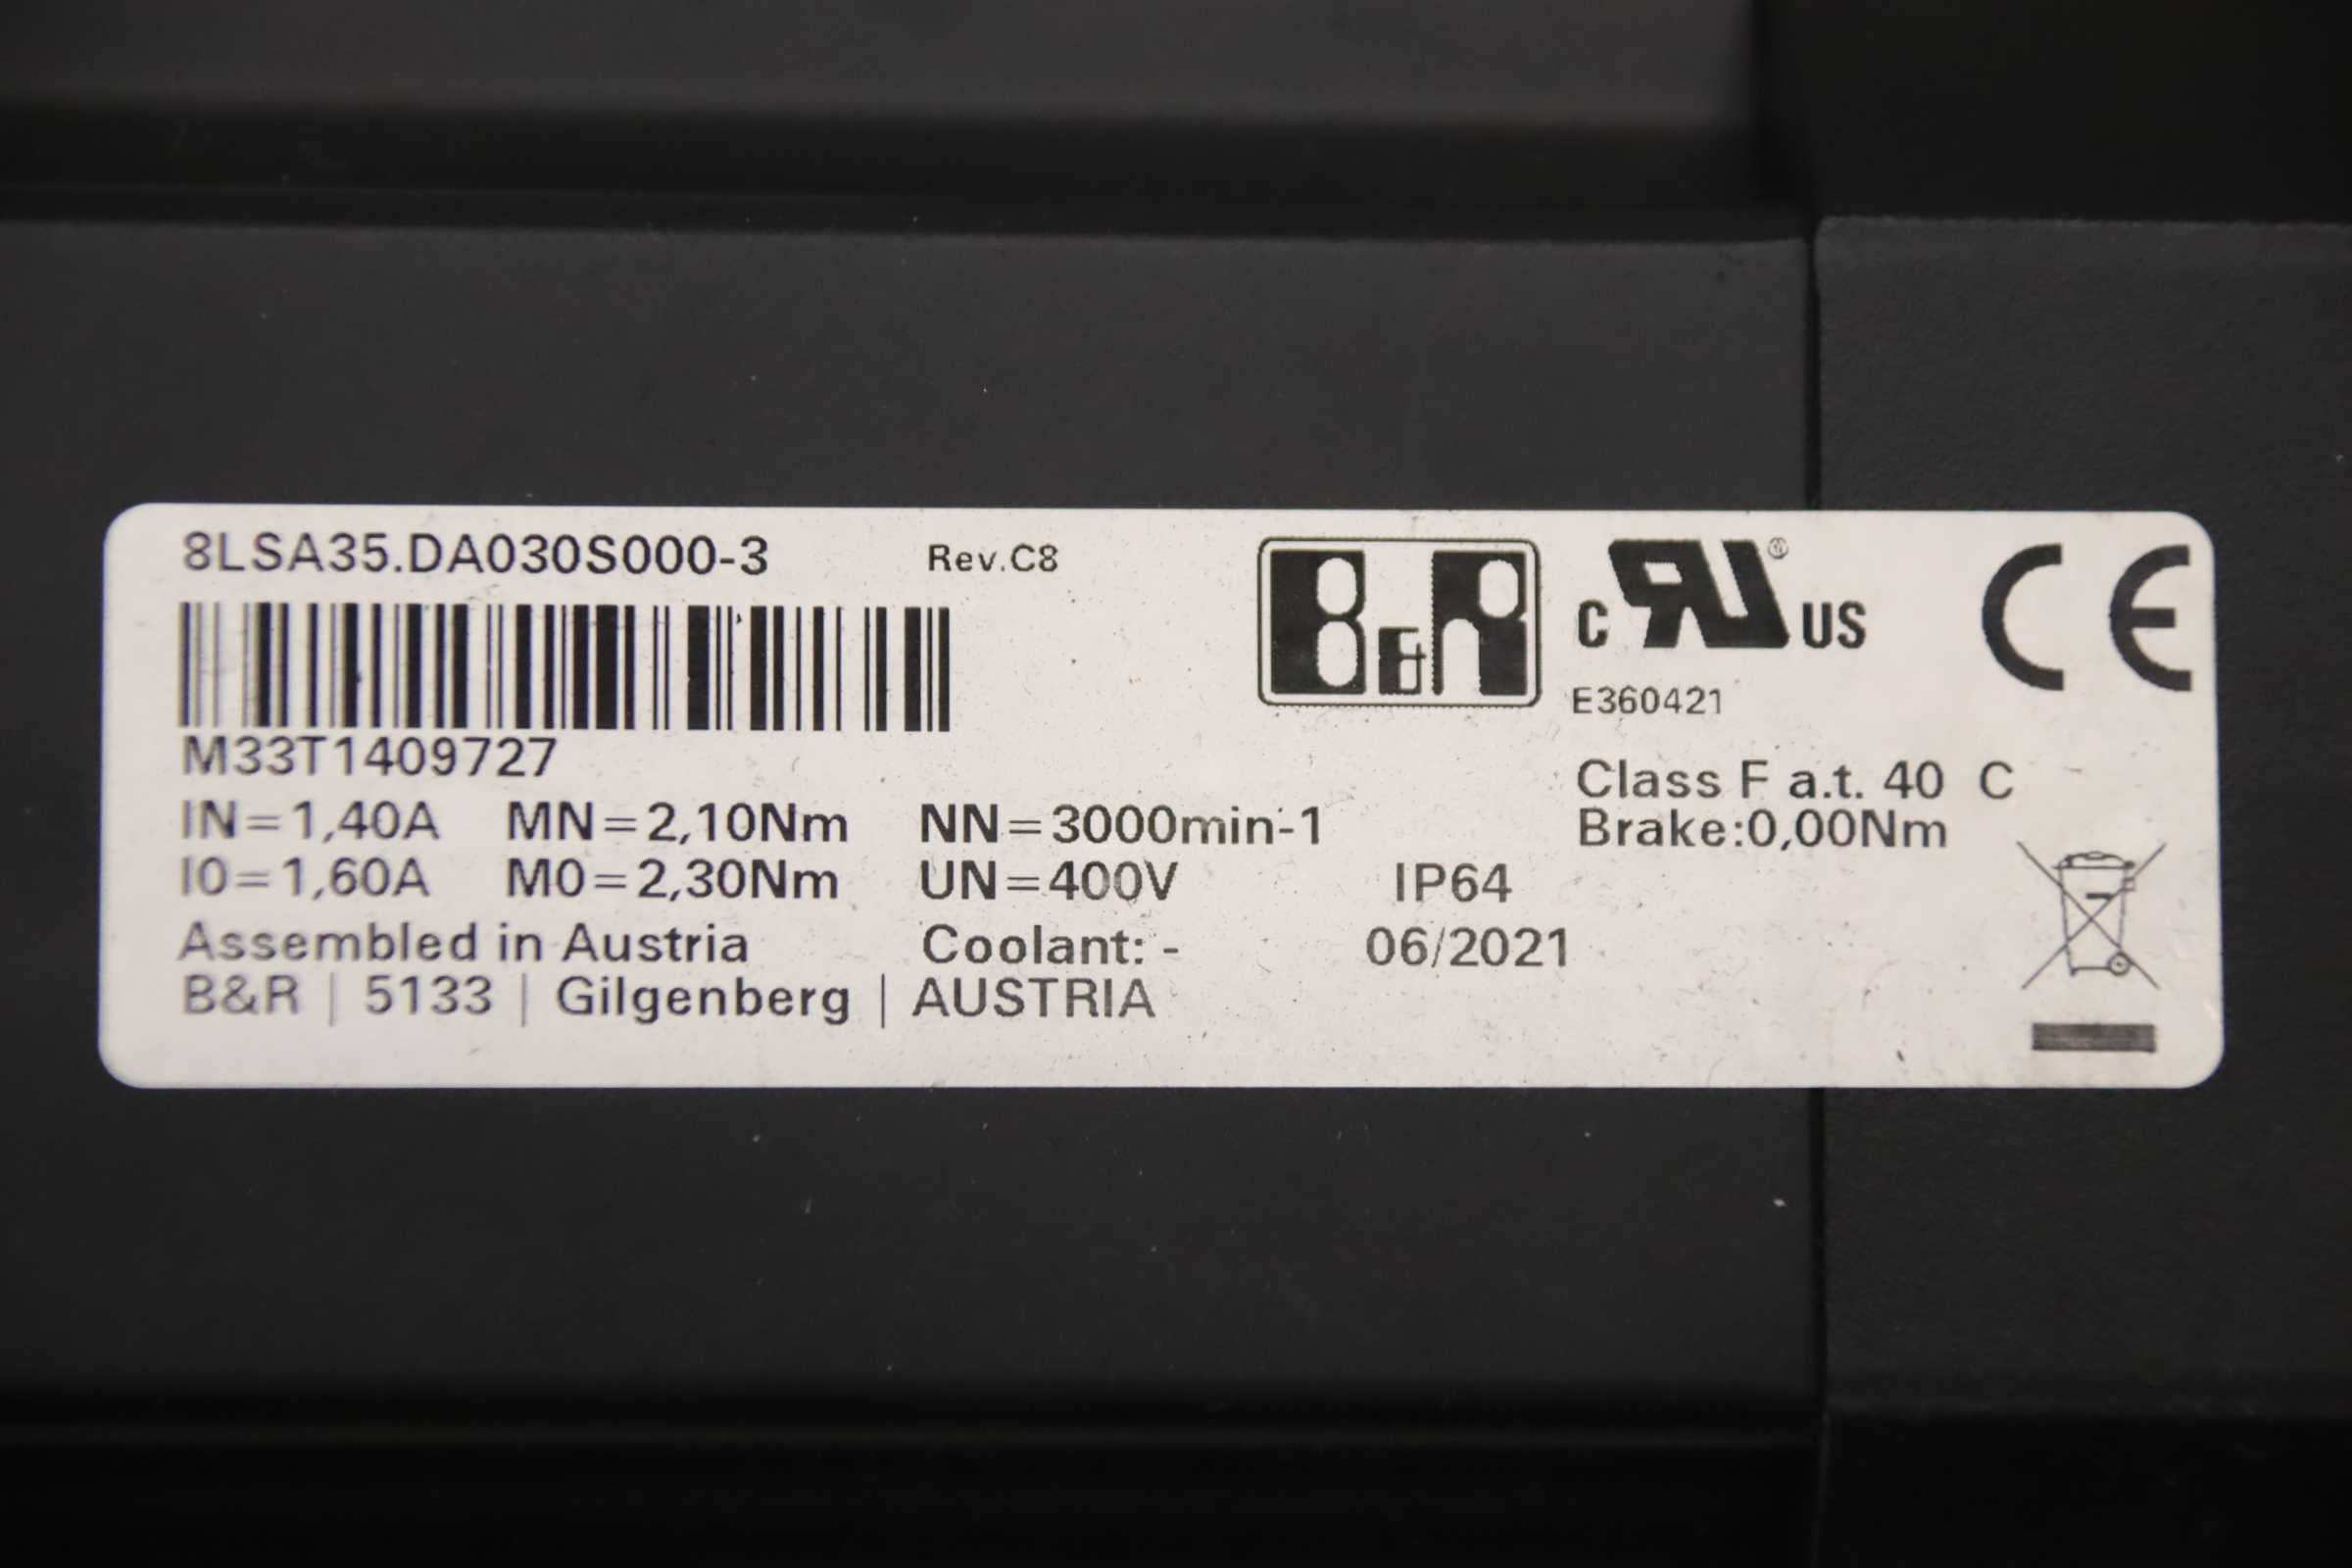 8LSA35.DA030S000-3 Rev.C8
B&R
c RU ® US
CE
E360421
M33T1409727
Class F a.t. 40 C
IN=1,40A MN=2,10Nm NN=3000min-1
Brake:0,00Nm
I0=1,60A M0=2,30Nm UN=400V IP64
Assembled in Austria Coolant: - 06/2021
B&R | 5133 | Gilgenberg | AUSTRIA